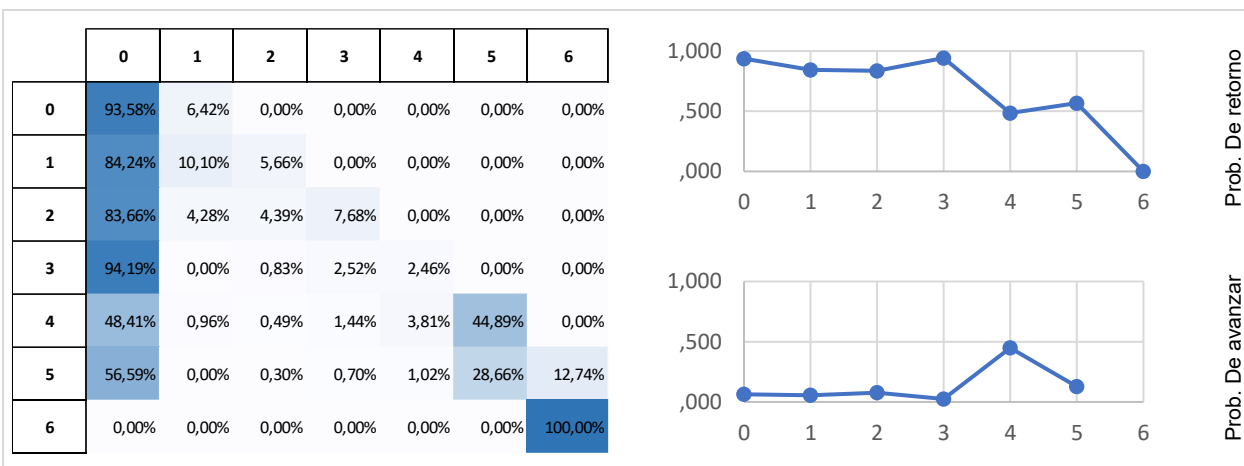 0 1 2 3 4 5 6
0 93,58% 6,42% 0,00% 0,00% 0,00% 0,00% 0,00%
1 84,24% 10,10% 5,66% 0,00% 0,00% 0,00% 0,00%
2 83,66% 4,28% 4,39% 7,68% 0,00% 0,00% 0,00%
3 94,19% 0,00% 0,83% 2,52% 2,46% 0,00% 0,00%
4 48,41% 0,96% 0,49% 1,44% 3,81% 44,89% 0,00%
5 56,59% 0,00% 0,30% 0,70% 1,02% 28,66% 12,74%
6 0,00% 0,00% 0,00% 0,00% 0,00% 0,00% 100,00%
1,000
,500
,000
0 1 2 3 4 5 6
Prob. De retorno
1,000
,500
,000
0 1 2 3 4 5 6
Prob. De avanzar